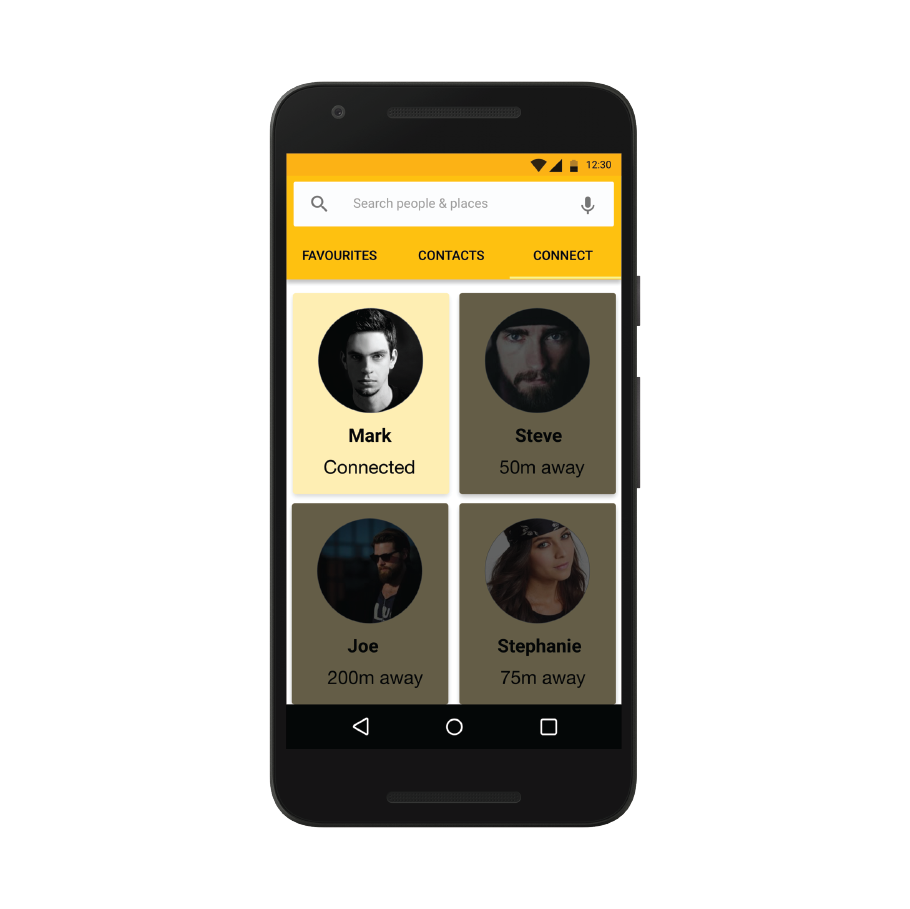 12:30
Search people & places
FAVOURITES CONTACTS CONNECT
Mark
Connected
Steve
50m away
Joe
200m away
Stephanie
75m away